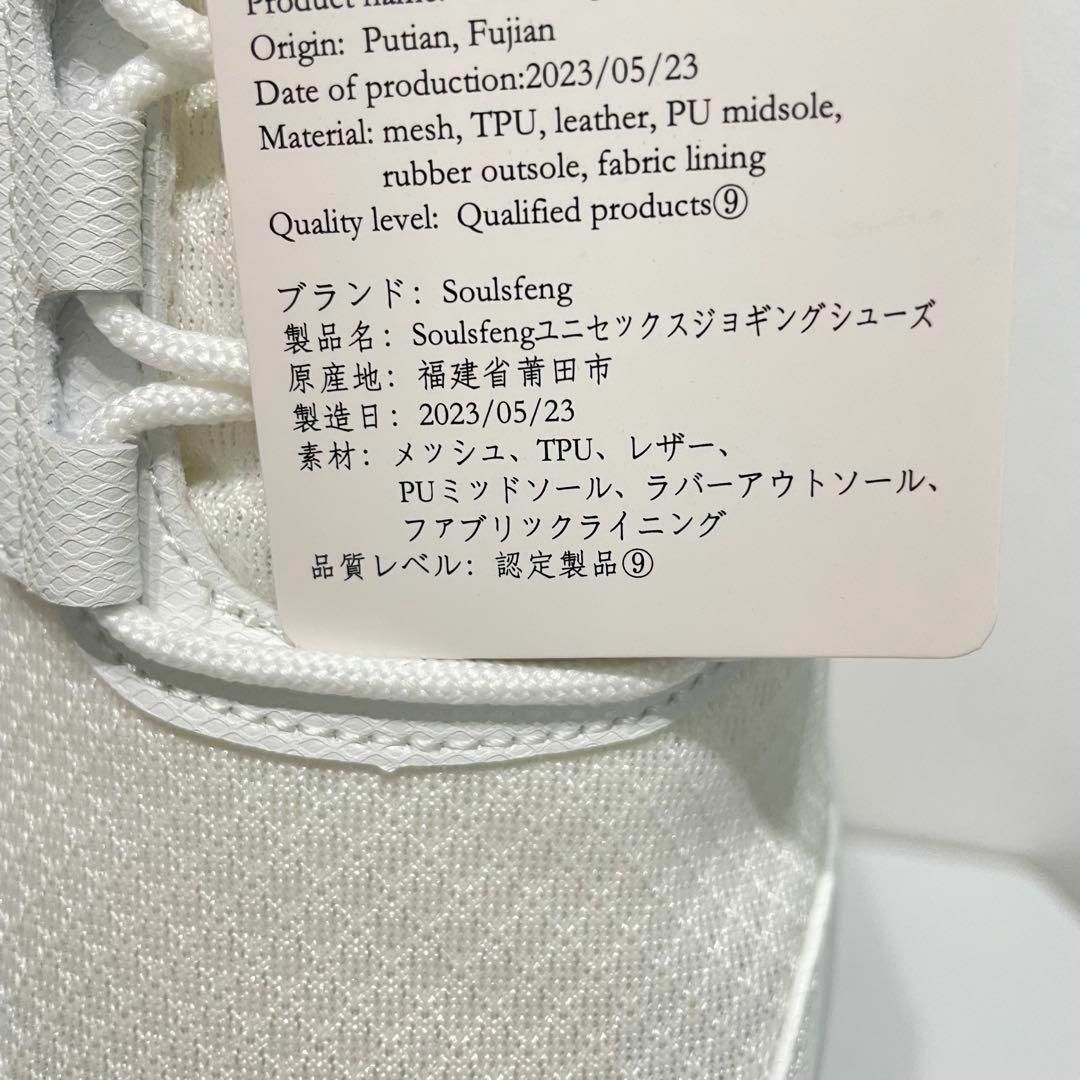 Product name:
Origin: Putian, Fujian
Date of production:2023/05/23
Material: mesh, TPU, leather, PU midsole,
rubber outsole, fabric lining
Quality level: Qualified products⑨
ブランド: Soulsfeng
製品名: Soulsfengユニセックスジョギングシューズ
原産地: 福建省莆田市
製造日: 2023/05/23
素材: メッシュ、TPU、レザー、
PUミッドソール、ラバーアウトソール、
ファブリックライニング
品質レベル: 認定製品⑨